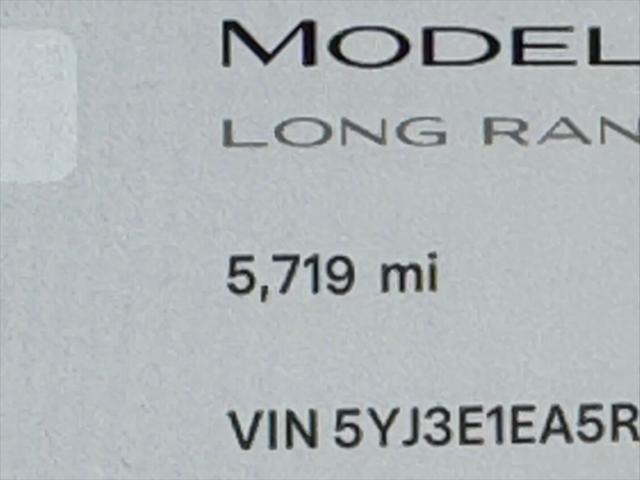 MODEL
LONG RAN
5,719 mi
VIN 5YJ3E1EA5R